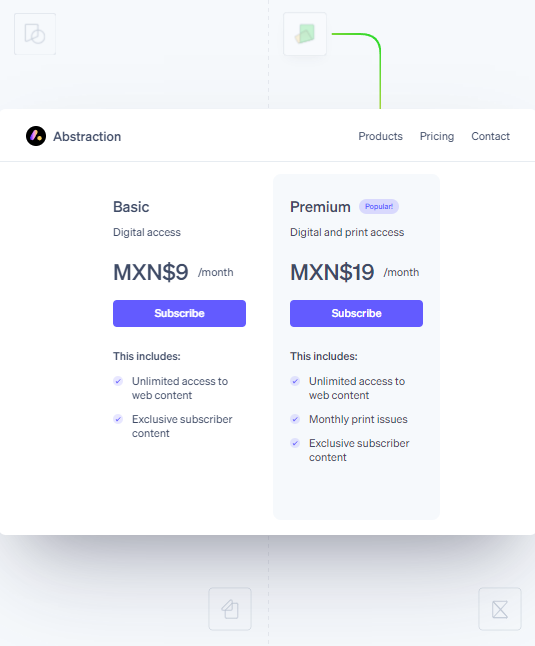 Abstraction
Products Pricing Contact
Basic
Digital access
MXN$9 /month
Subscribe
This includes:
Unlimited access to
web content
Exclusive subscriber
content
Premium Popular!
Digital and print access
MXN$19 /month
Subscribe
This includes:
Unlimited access to
web content
Monthly print issues
Exclusive subscriber
content